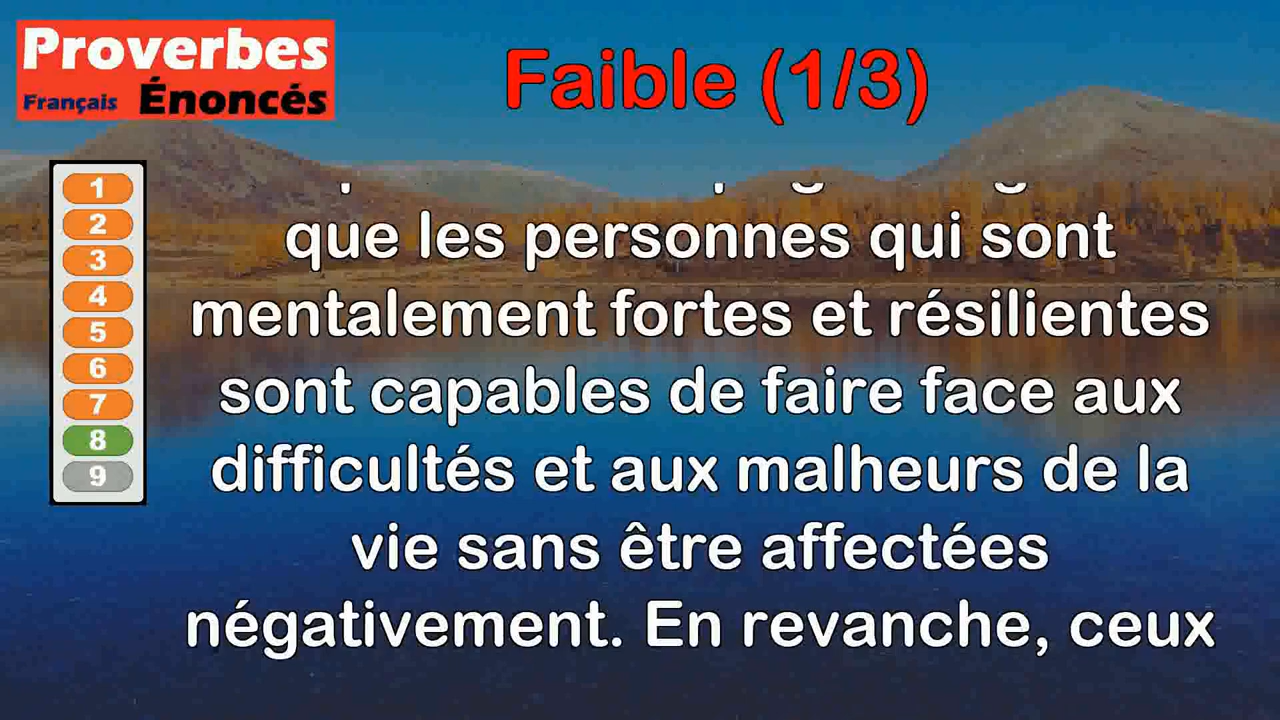 Proverbes
Français Énoncés
Faible (1/3)
1
2
3
4
5
6
7
8
9
que les personnes qui sont
mentalement fortes et résilientes
sont capables de faire face aux
difficultés et aux malheurs de la
vie sans être affectées
négativement. En revanche, ceux